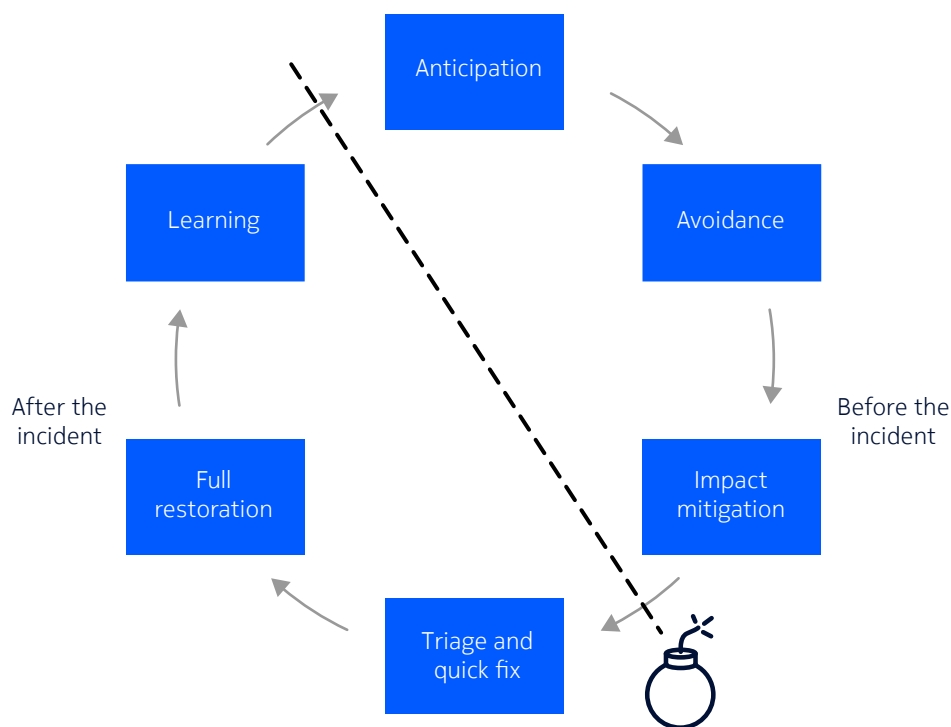 Anticipation
Avoidance
Impact
mitigation
Triage and
quick fix
Full
restoration
Learning
After the
incident
Before the
incident